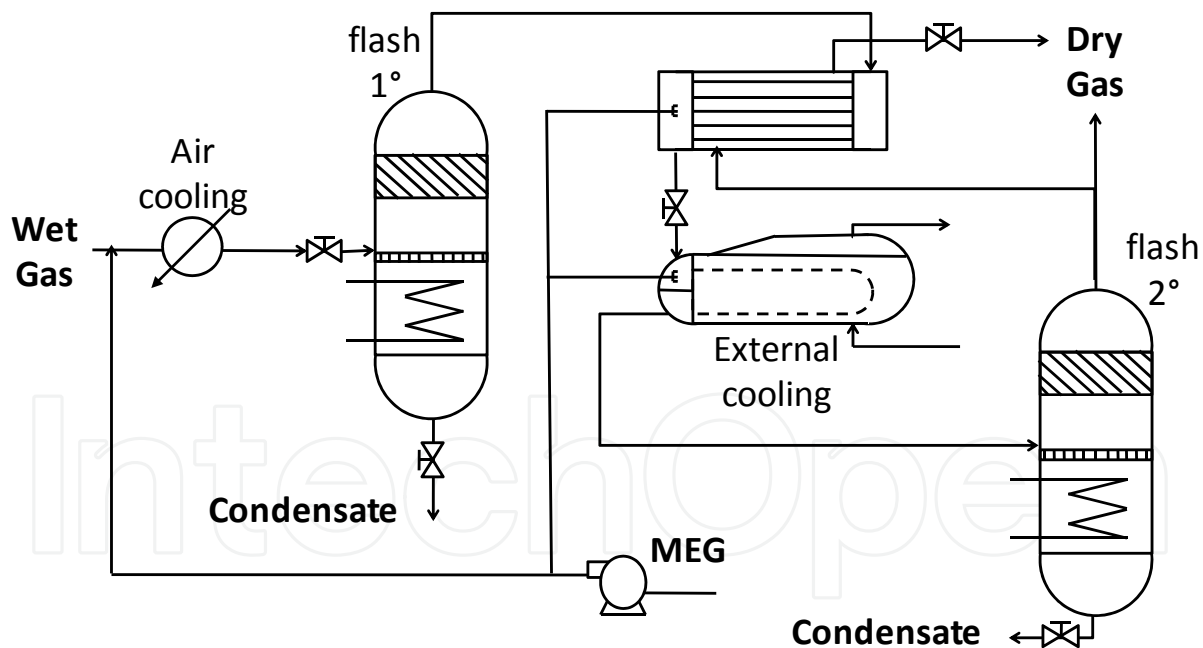 flash
1°
Dry
Gas
Air
cooling
Wet
Gas
flash
2°
External
cooling
Condensate
MEG
Condensate
IntechOpen